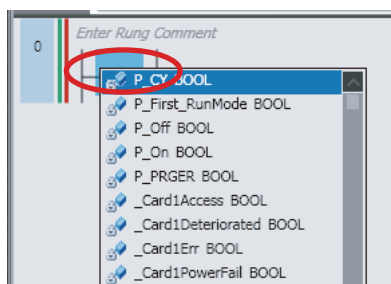 Enter Rung Comment
0
P_CY BOOL
P_First_RunMode BOOL
P_Off BOOL
P_On BOOL
P_PRGER BOOL
_Card1Access BOOL
_Card1Deteriorated BOOL
_Card1Err BOOL
_Card1PowerFail BOOL